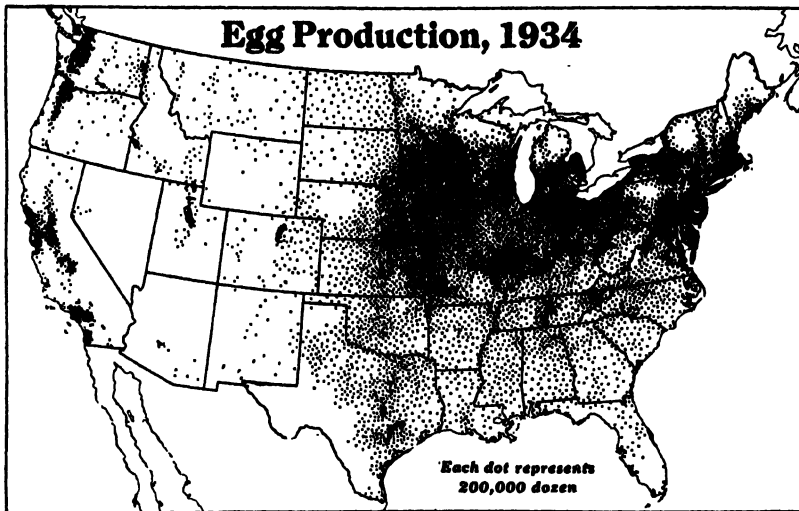 Egg Production, 1934
Each dot represents
200,000 dozen